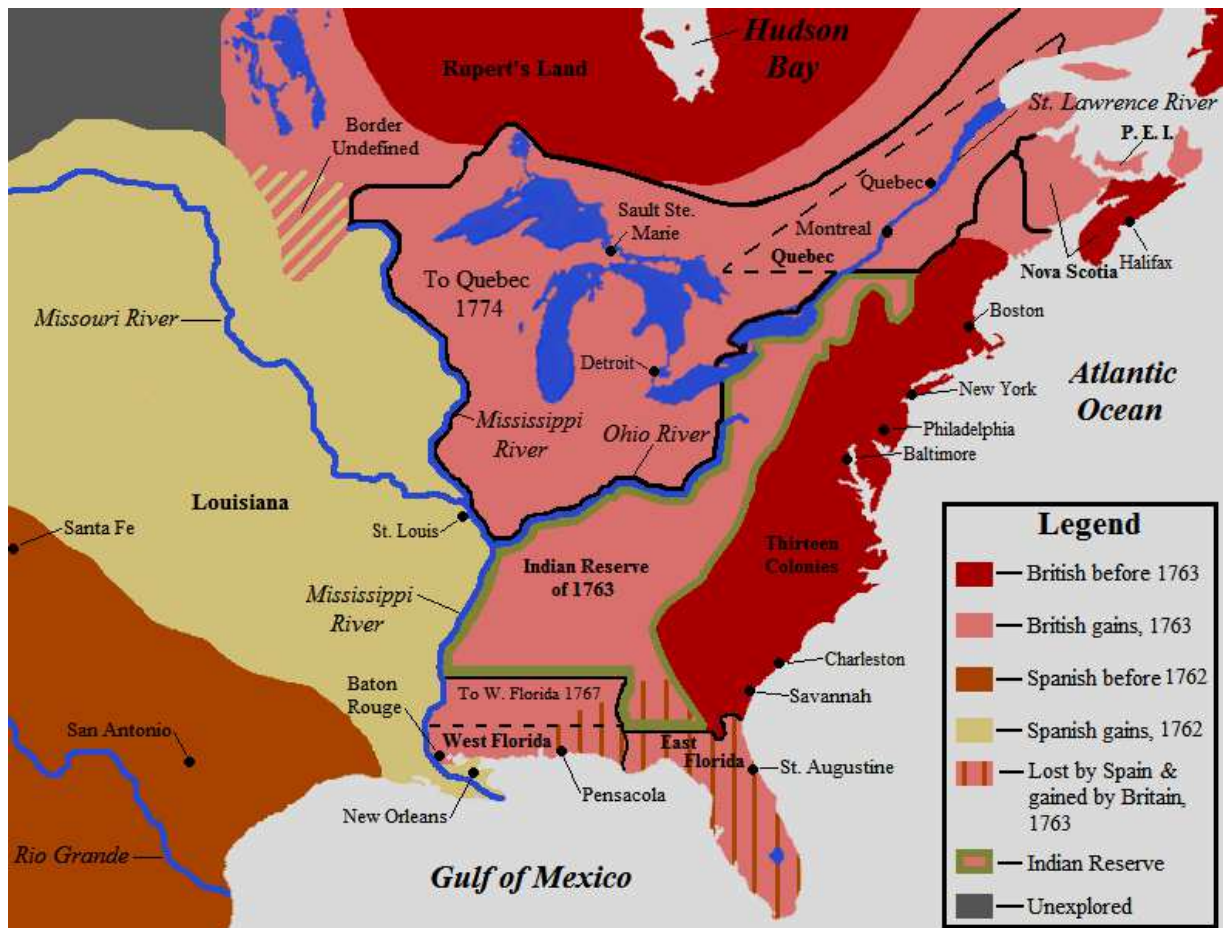 Hudson
Bay
Rupert's Land
St. Lawrence River
Border
Undefined
P. E. I.
Quebec
Sault Ste.
Marie
Montreal
Quebec
Nova Scotia
Halifax
To Quebec
1774
Missouri River
Boston
Detroit
Atlantic
Ocean
New York
Mississippi
River
Ohio River
Philadelphia
Baltimore
Louisiana
St. Louis
Santa Fe
Thirteen
Colonies
Indian Reserve
of 1763
Mississippi
River
Charleston
Baton
Rouge
To W. Florida 1767
Savannah
San Antonio
West Florida
East
Florida
St. Augustine
Pensacola
New Orleans
Rio Grande
Gulf of Mexico
Legend
British before 1763
British gains, 1763
Spanish before 1762
Spanish gains, 1762
Lost by Spain &
gained by Britain,
1763
Indian Reserve
Unexplored